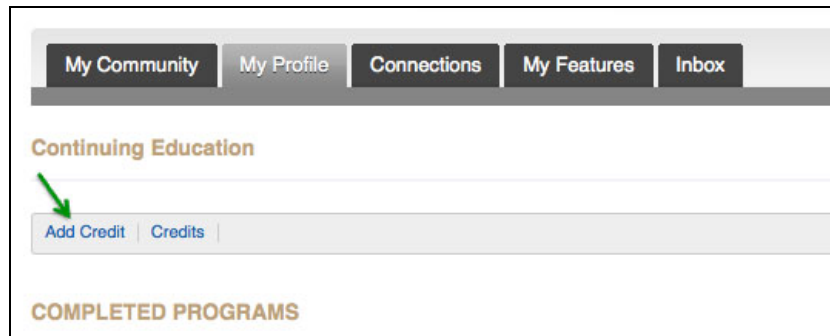 My Community My Profile Connections My Features Inbox
Continuing Education
Add Credit Credits
COMPLETED PROGRAMS